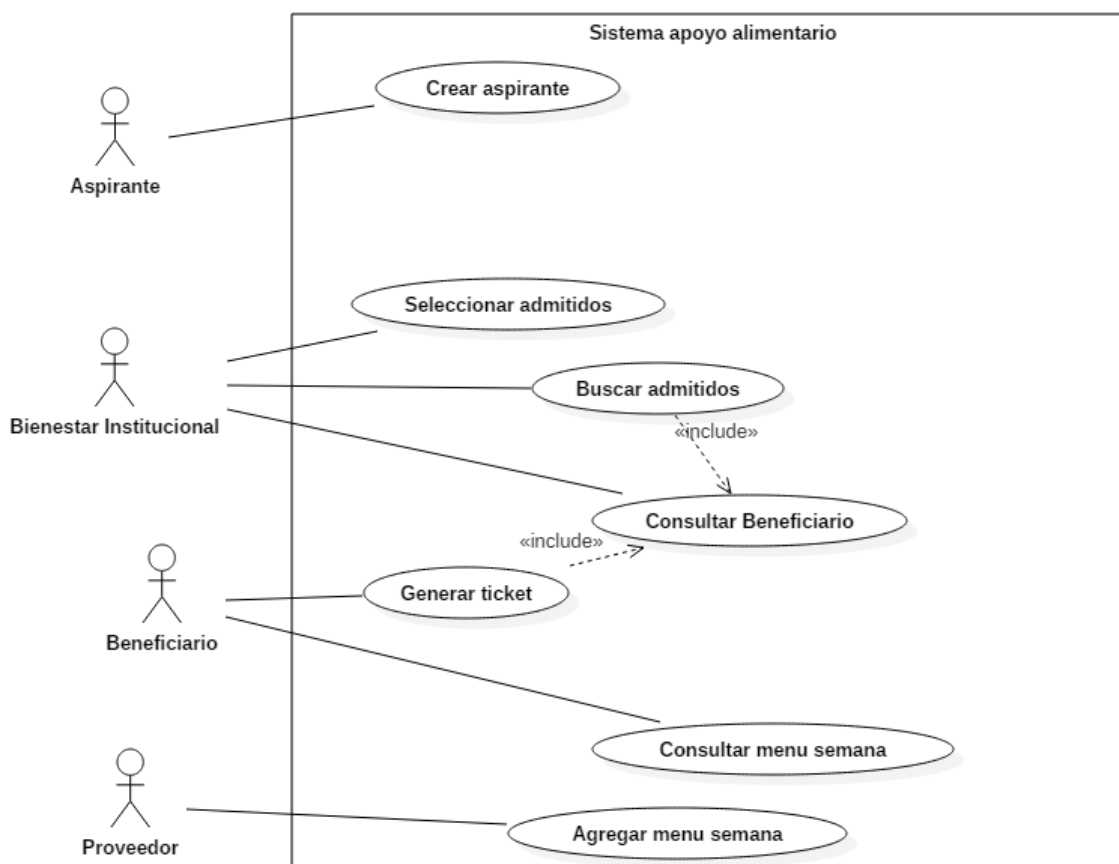 Sistema apoyo alimentario
Crear aspirante
Aspirante
Seleccionar admitidos
Buscar admitidos
Bienestar Institucional
«include»
Consultar Beneficiario
«include»
Generar ticket
Beneficiario
Consultar menu semana
Agregar menu semana
Proveedor